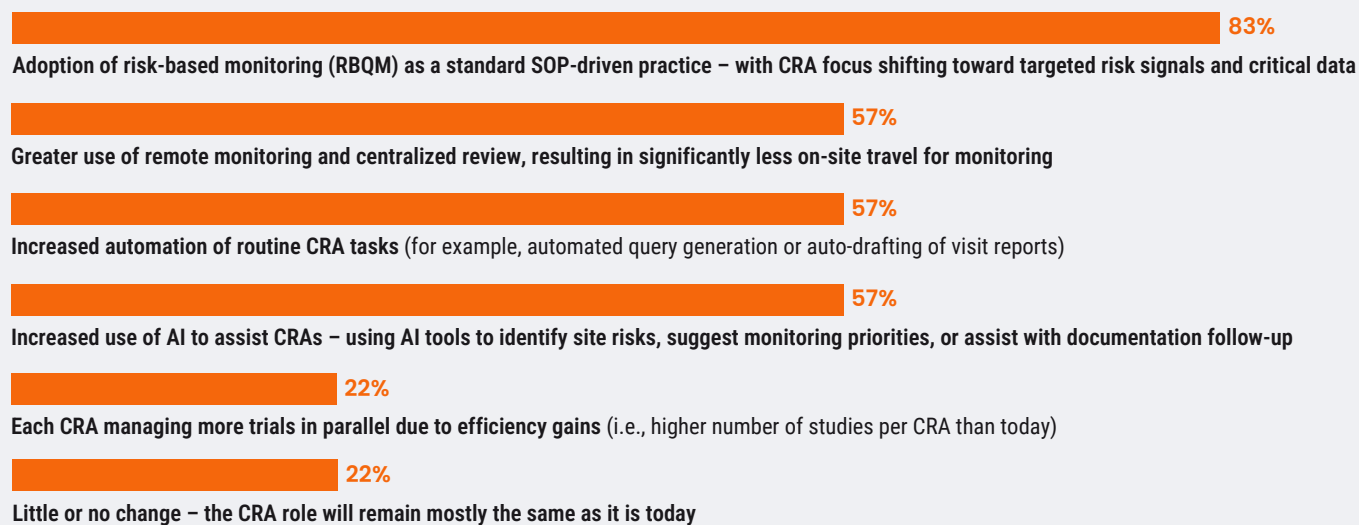 83%
Adoption of risk-based monitoring (RBQM) as a standard SOP-driven practice – with CRA focus shifting toward targeted risk signals and critical data
57%
Greater use of remote monitoring and centralized review, resulting in significantly less on-site travel for monitoring
57%
Increased automation of routine CRA tasks (for example, automated query generation or auto-drafting of visit reports)
57%
Increased use of AI to assist CRAs – using AI tools to identify site risks, suggest monitoring priorities, or assist with documentation follow-up
22%
Each CRA managing more trials in parallel due to efficiency gains (i.e., higher number of studies per CRA than today)
22%
Little or no change – the CRA role will remain mostly the same as it is today